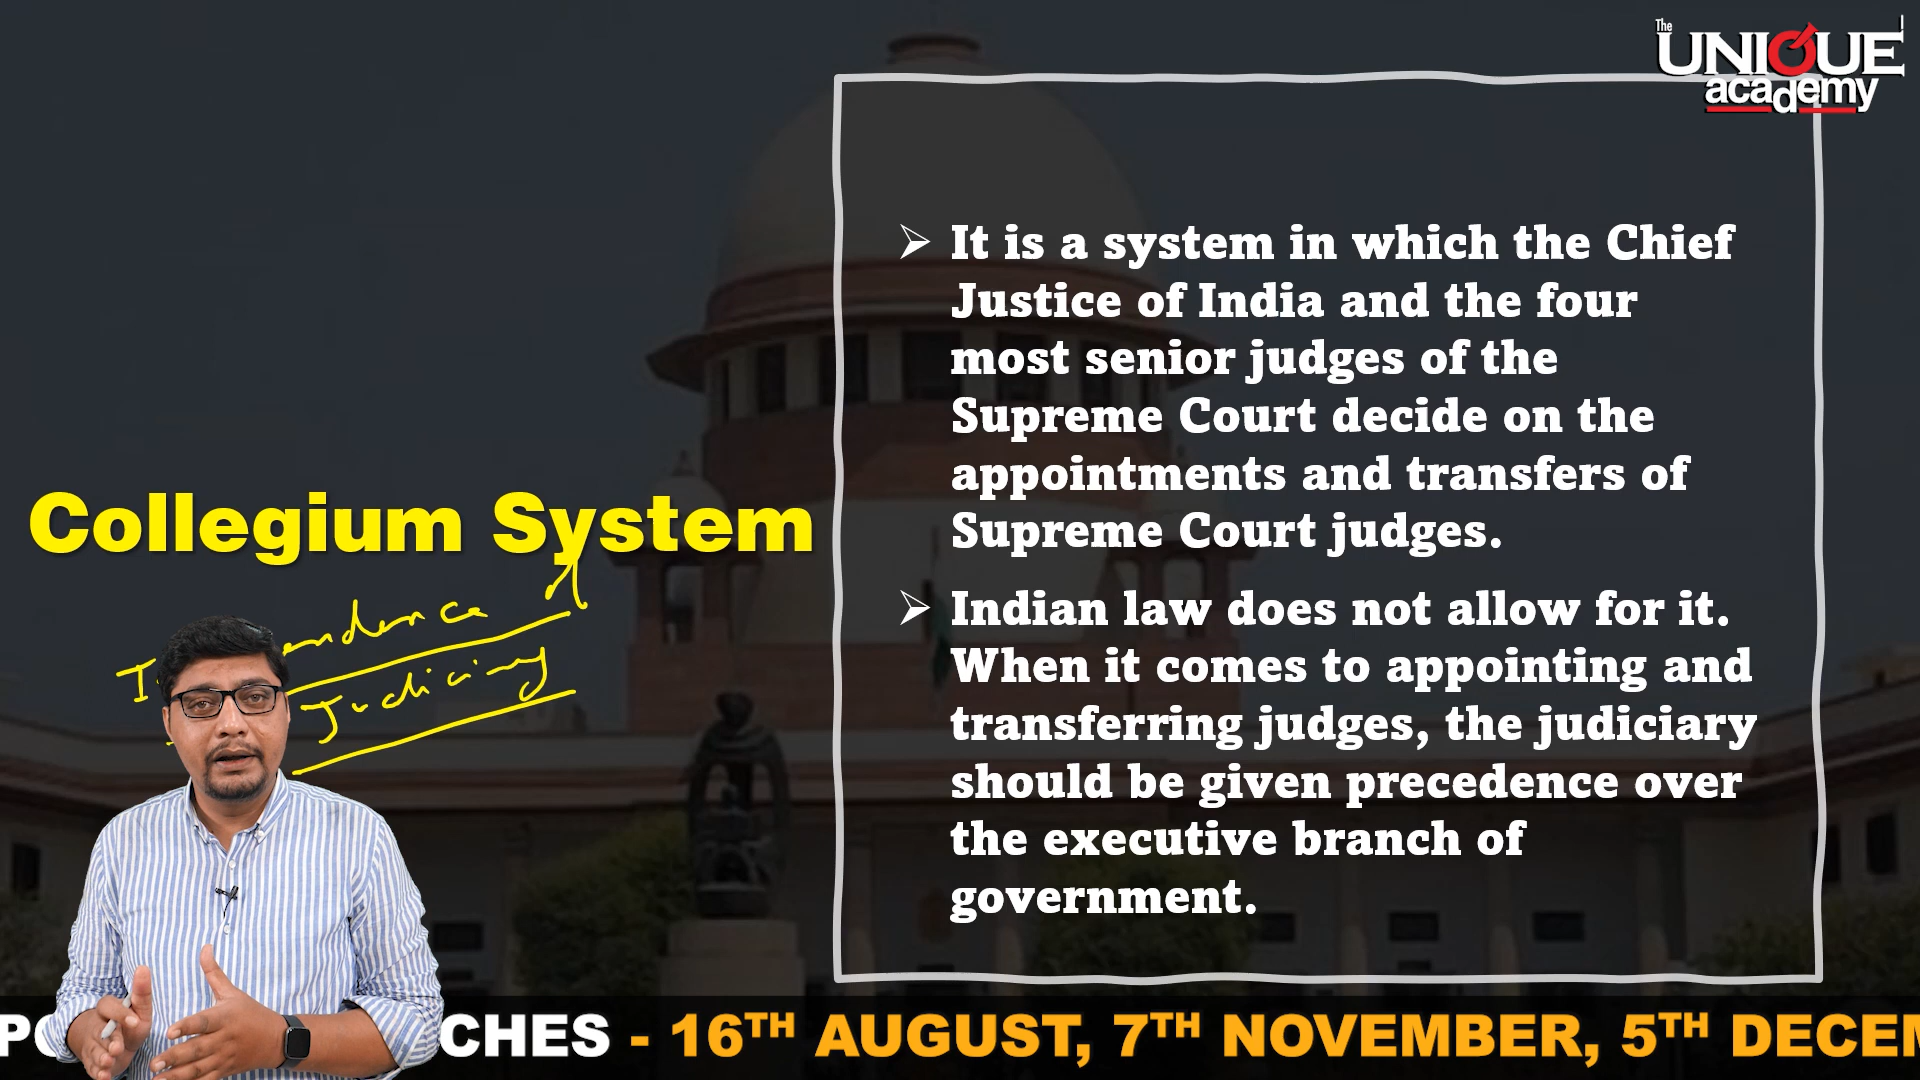 The
UNIQUE
academy
It is a system in which the Chief
Justice of India and the four
most senior judges of the
Supreme Court decide on the
appointments and transfers of
Supreme Court judges.
Indian law does not allow for it.
When it comes to appointing and
transferring judges, the judiciary
should be given precedence over
the executive branch of
government.
Collegium System
Judiciary
CHES - 16TH AUGUST, 7TH NOVEMBER, 5TH DECEM